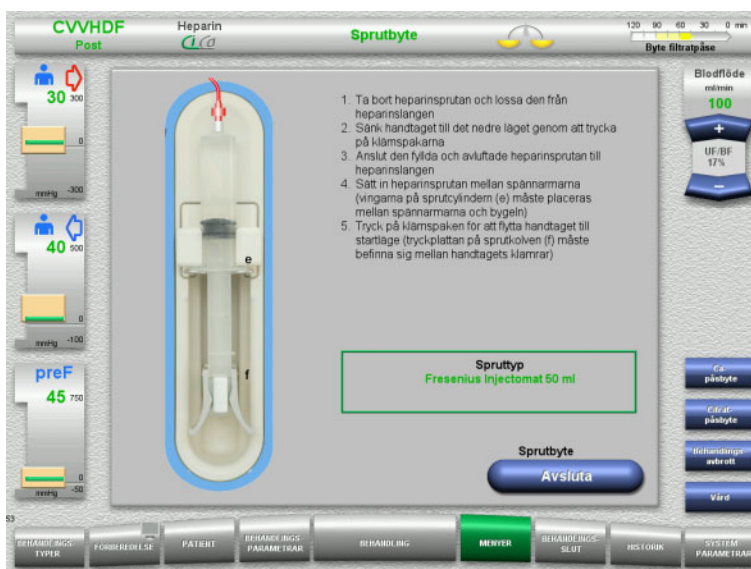 CVVHDF
Post
Heparin
CiCa
Sprutbyte
120 90 60 30 0 min
Byte filtratpåse
30
300
0
mmHg -300
40
500
0
mmHg -100
preF
45
750
0
mmHg -50
e
f
1. Ta bort heparinsprutan och lossa den från
heparinslangen
2. Sänk handtaget till det nedre läget genom att trycka
på klämspakarna
3. Anslut den fyllda och avluftade heparinsprutan till
heparinslangen
4. Sätt in heparinsprutan mellan spännarmarna
(vingarna på sprutcylindern (e) måste placeras
mellan spännarmarna och bygeln)
5. Tryck på klämspaken för att flytta handtaget till
startläge (tryckplattan på sprutkolven (f) måste
befinna sig mellan handtagets klamrar)
Spruttyp
Fresenius Injectomat 50 ml
Sprutbyte
Avsluta
Blodflöde
ml/min
100
+
UF/BF
17%
−
Ca-
påsbyte
Citrat-
påsbyte
Behandlings-
avbrott
Vård
53
BEHANDLINGS-
TYPER
FÖRBEREDELSE
PATIENT
BEHANDLINGS-
PARAMETRAR
BEHANDLING
MENYER
BEHANDLINGS-
SLUT
HISTORIK
SYSTEM
PARAMETRAR